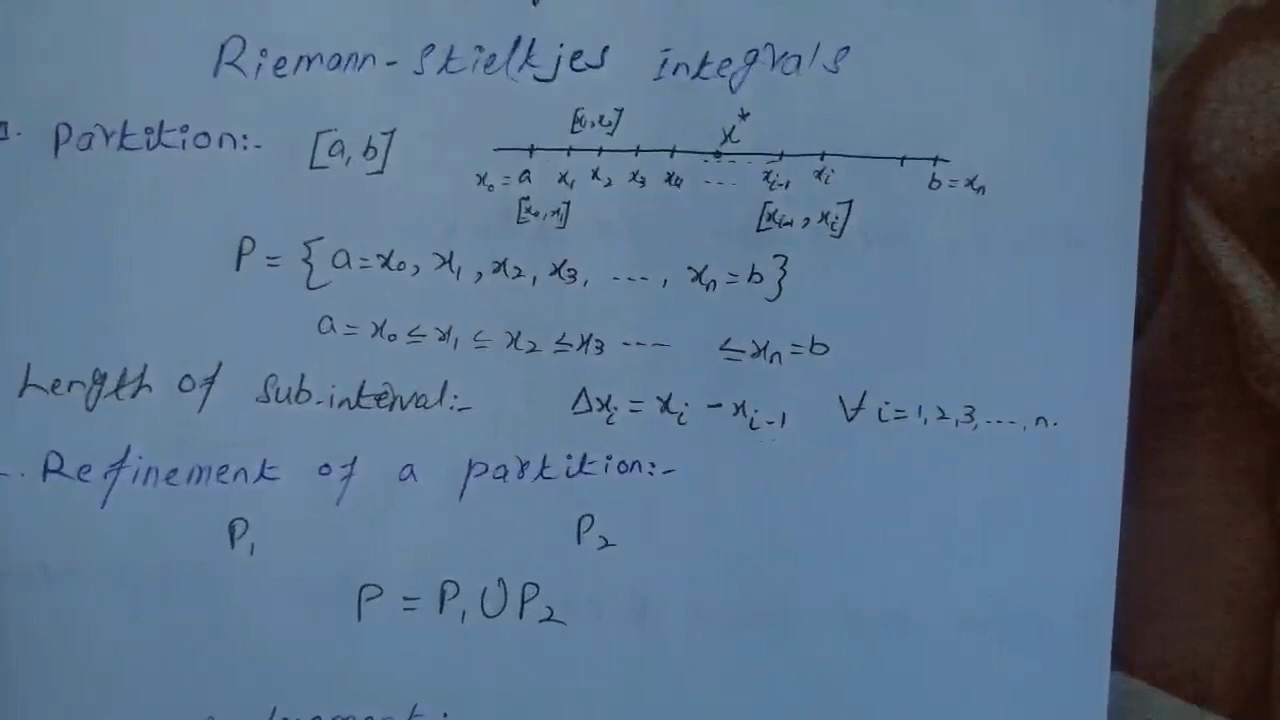 Riemann-Stieltjes integrals
1. Partition:- [a, b]
[x₁,x₂] x*
x₀ = a x₁ x₂ x₃ x₄ .... xᵢ₋₁ xᵢ b = xₙ
[x₀,x₁] [xᵢ₋₁, xᵢ]
P = {a=x₀, x₁, x₂, x₃, ...., xₙ=b}
a = x₀ ≤ x₁ ≤ x₂ ≤ x₃ ---- ≤ xₙ = b
Length of Sub-interval:- Δxᵢ = xᵢ - xᵢ₋₁ ∀ i=1,2,3,....,n.
Refinement of a partition:-
P₁ P₂
P = P₁ ∪ P₂